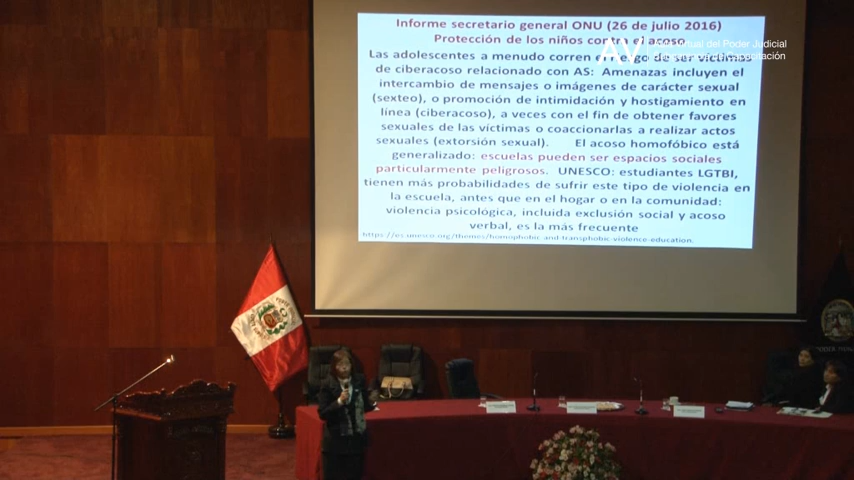 Informe secretario general ONU (26 de julio 2016)
Protección de los niños contra el acoso
AV
del Poder Judicial
Las adolescentes a menudo corren riesgo de ser víctimas
de ciberacoso relacionado con AS: Amenazas incluyen el
intercambio de mensajes o imágenes de carácter sexual
(sexteo), o promoción de intimidación y hostigamiento en
línea (ciberacoso), a veces con el fin de obtener favores
sexuales de las víctimas o coaccionarlas a realizar actos
sexuales (extorsión sexual). El acoso homofóbico está
generalizado: escuelas pueden ser espacios sociales
particularmente peligrosos. UNESCO: estudiantes LGTBI,
tienen más probabilidades de sufrir este tipo de violencia en
la escuela, antes que en el hogar o en la comunidad:
violencia psicológica, incluida exclusión social y acoso
verbal, es la más frecuente
https://ec.unesco.org/themes/homophobic-and-transphobic-violence-education.